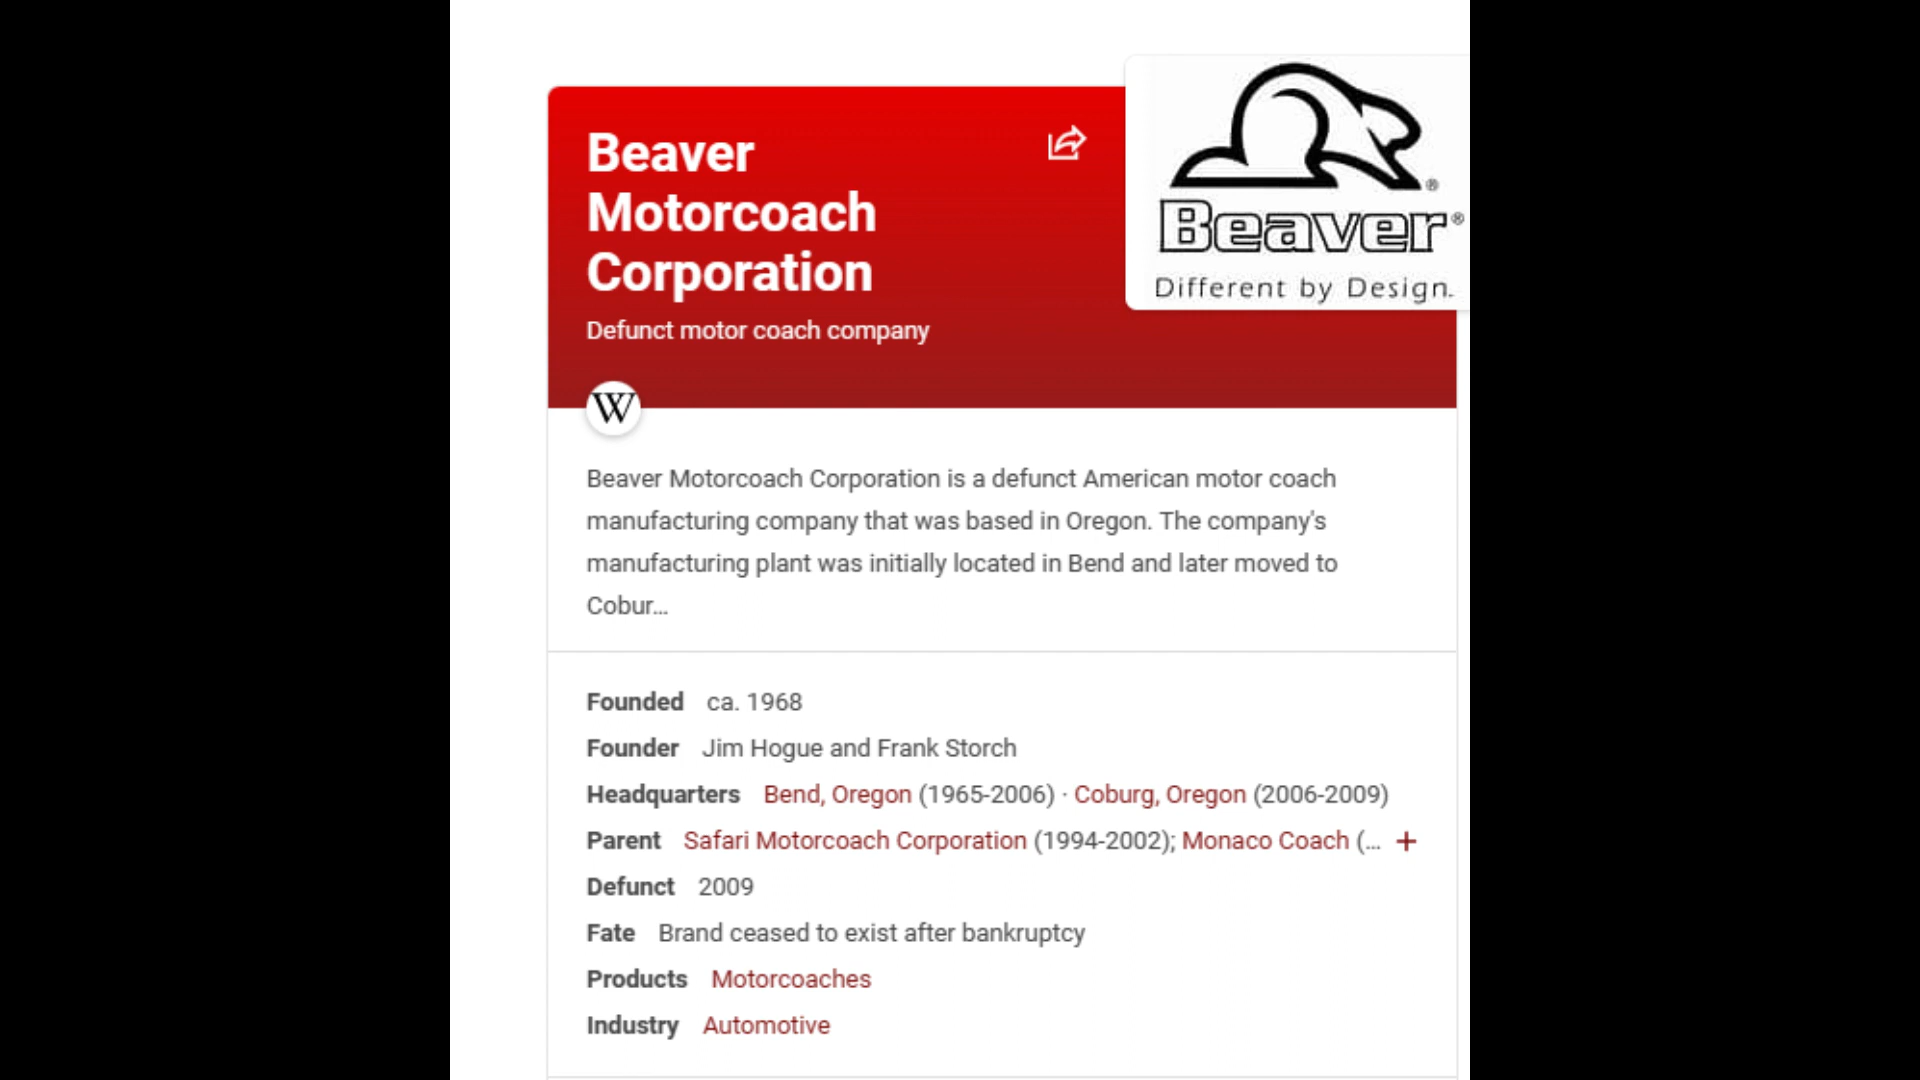 Beaver
Motorcoach
Corporation
Defunct motor coach company
Beaver®
Different by Design.
W
Beaver Motorcoach Corporation is a defunct American motor coach
manufacturing company that was based in Oregon. The company's
manufacturing plant was initially located in Bend and later moved to
Cobur...
Founded ca. 1968
Founder Jim Hogue and Frank Storch
Headquarters Bend, Oregon (1965-2006) · Coburg, Oregon (2006-2009)
Parent Safari Motorcoach Corporation (1994-2002); Monaco Coach (... +
Defunct 2009
Fate Brand ceased to exist after bankruptcy
Products Motorcoaches
Industry Automotive